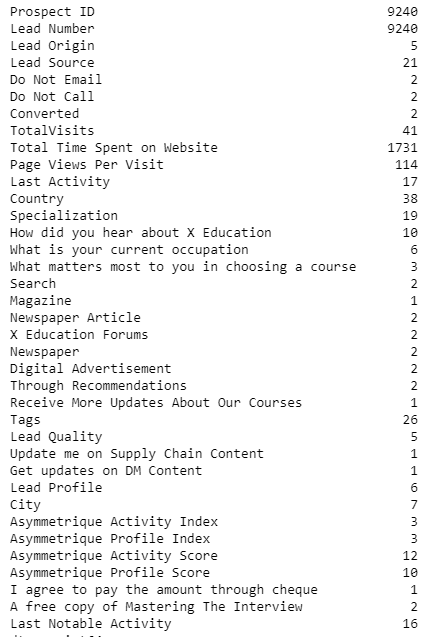 Prospect ID 9240
Lead Number 9240
Lead Origin 5
Lead Source 21
Do Not Email 2
Do Not Call 2
Converted 2
TotalVisits 41
Total Time Spent on Website 1731
Page Views Per Visit 114
Last Activity 17
Country 38
Specialization 19
How did you hear about X Education 10
What is your current occupation 6
What matters most to you in choosing a course 3
Search 2
Magazine 1
Newspaper Article 2
X Education Forums 2
Newspaper 2
Digital Advertisement 2
Through Recommendations 2
Receive More Updates About Our Courses 1
Tags 26
Lead Quality 5
Update me on Supply Chain Content 1
Get updates on DM Content 1
Lead Profile 6
City 7
Asymmetrique Activity Index 3
Asymmetrique Profile Index 3
Asymmetrique Activity Score 12
Asymmetrique Profile Score 10
I agree to pay the amount through cheque 1
A free copy of Mastering The Interview 2
Last Notable Activity 16